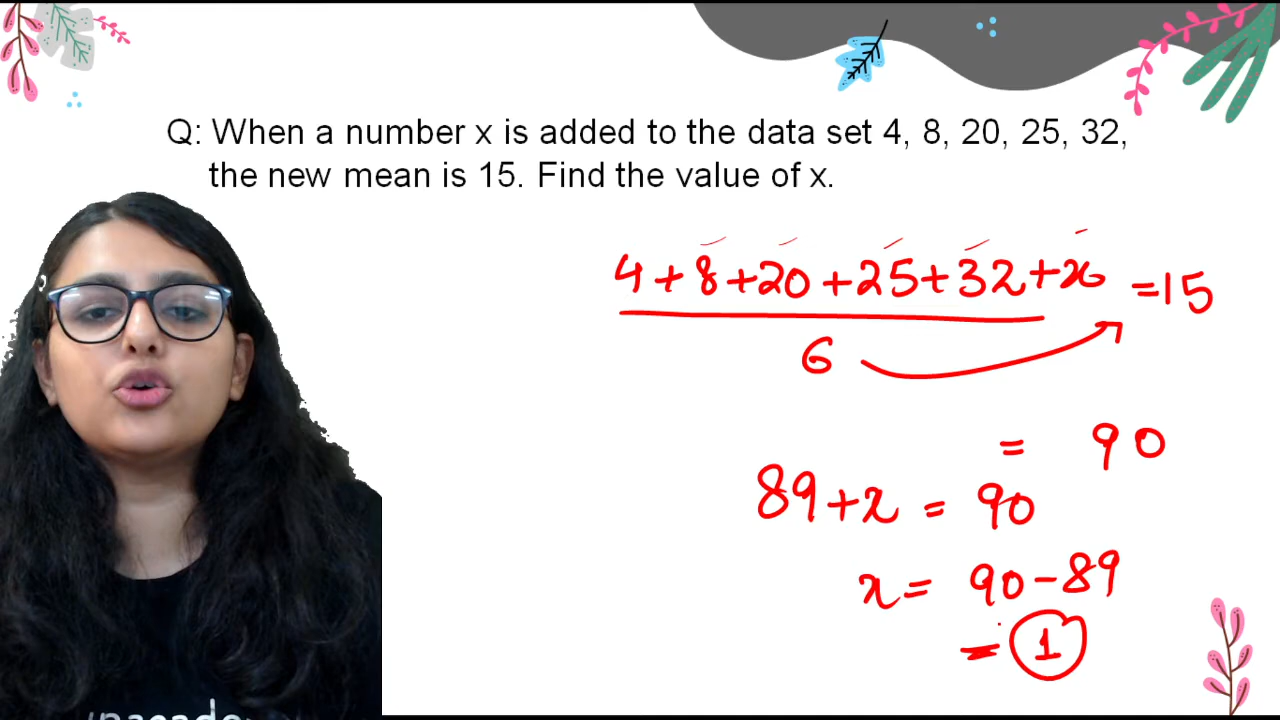 Q: When a number x is added to the data set 4, 8, 20, 25, 32,
the new mean is 15. Find the value of x.
4+8+20+25+32+x =15
6
= 90
89+x = 90
x = 90-89
= 1